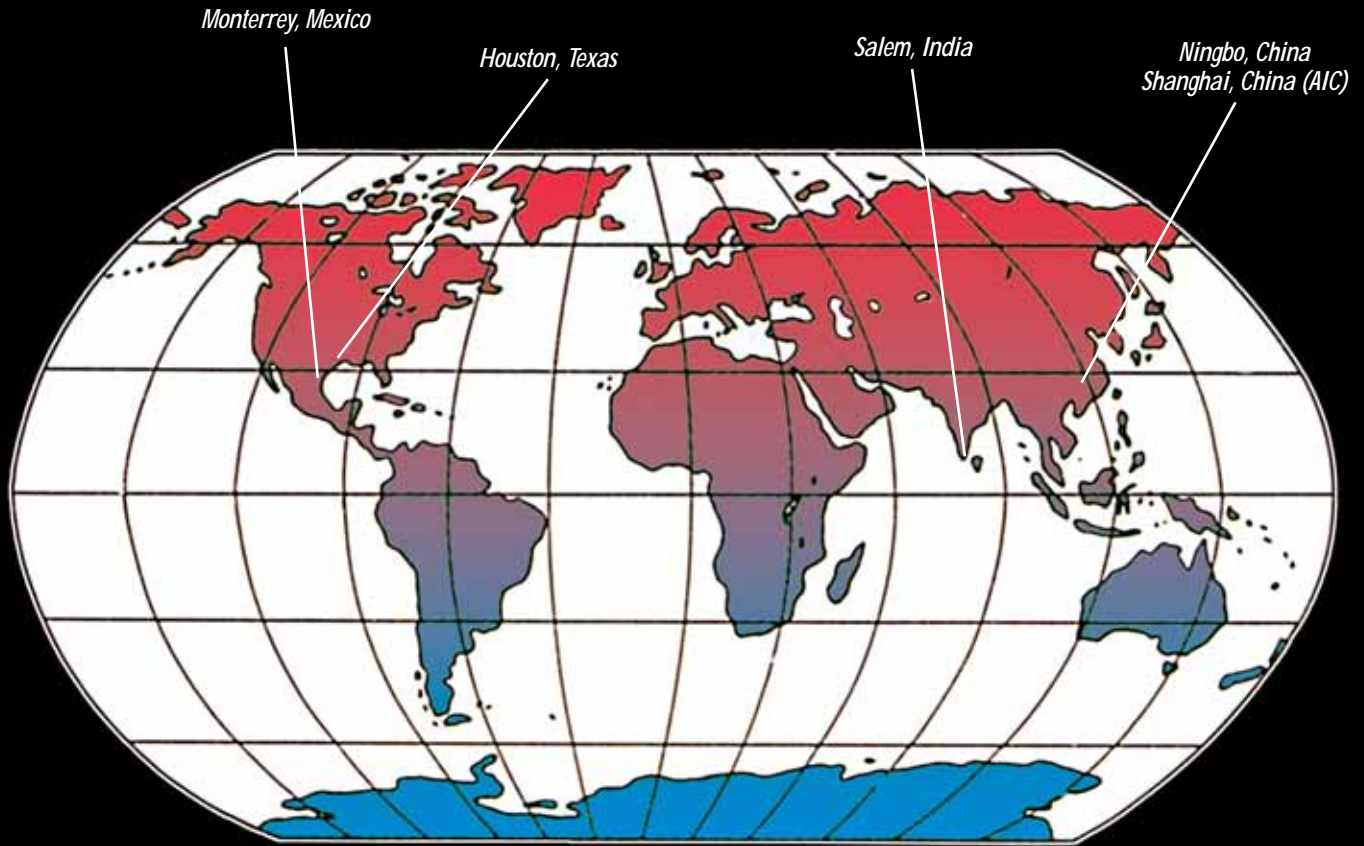 Monterrey, Mexico
Houston, Texas
Salem, India
Ningbo, China
Shanghai, China (AIC)